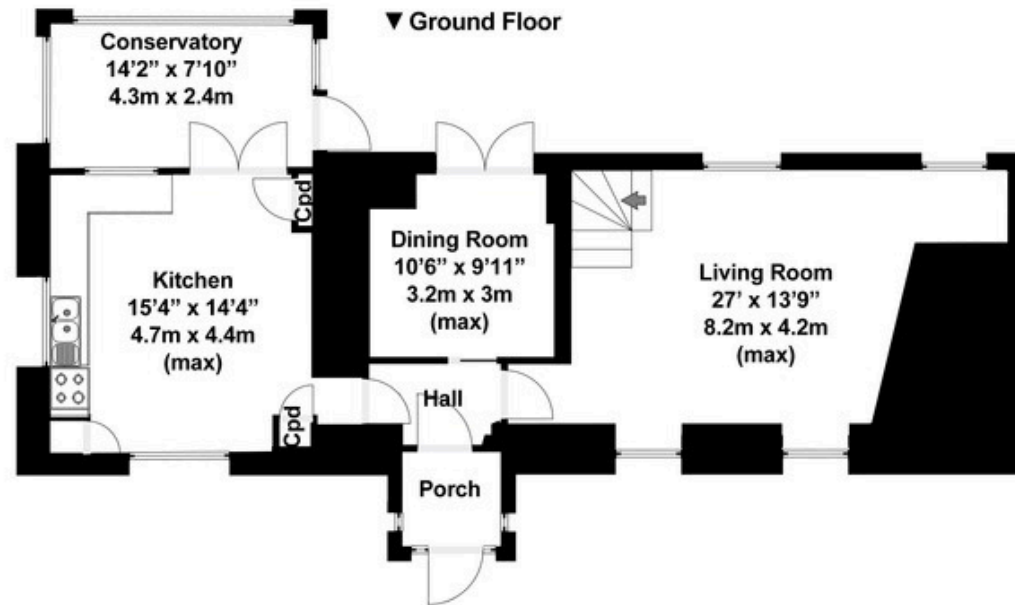 ▼ Ground Floor
Conservatory
14’2” x 7’10”
4.3m x 2.4m
Cpd
Kitchen
15’4” x 14’4”
4.7m x 4.4m
(max)
Cpd
Dining Room
10’6” x 9’11”
3.2m x 3m
(max)
Hall
Porch
Living Room
27’ x 13’9”
8.2m x 4.2m
(max)